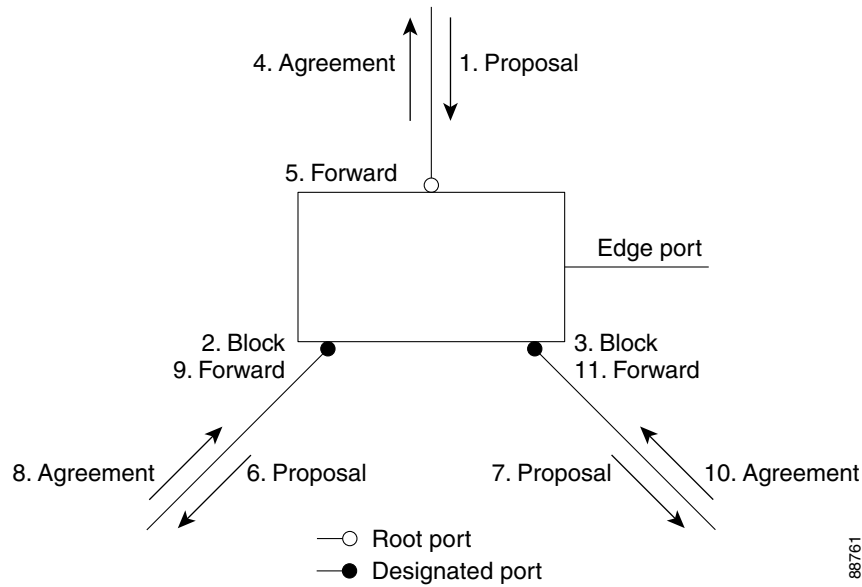 4. Agreement
1. Proposal
5. Forward
Edge port
2. Block
9. Forward
3. Block
11. Forward
8. Agreement
6. Proposal
7. Proposal
10. Agreement
Root port
Designated port
88761